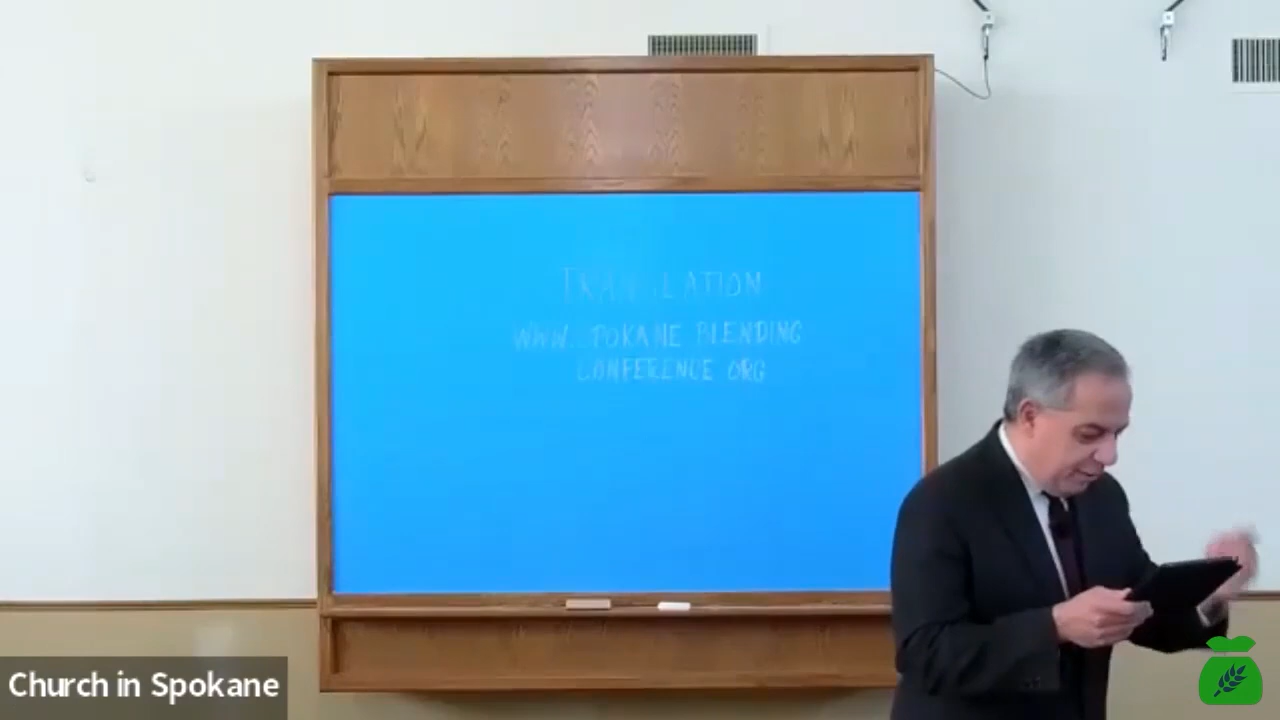 TRANSLATION
WWW. SPOKANE BLENDING
CONFERENCE ORG
Church in Spokane